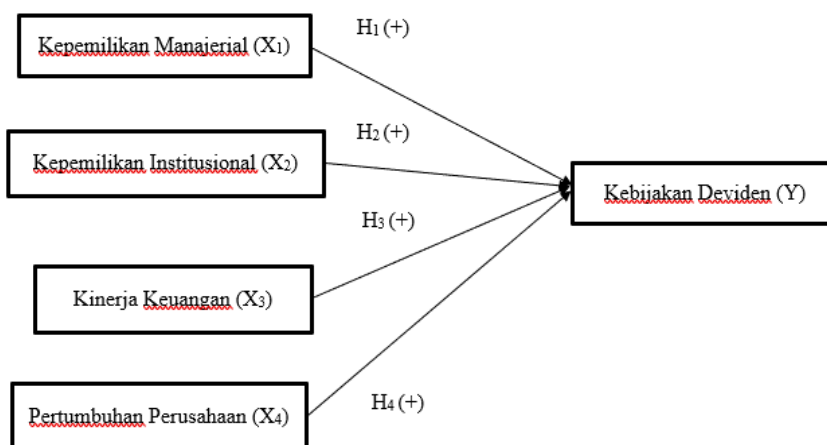 Kepemilikan Manajerial (X₁)
H₁ (+)
Kepemilikan Institusional (X₂)
H₂ (+)
Kebijakan Deviden (Y)
H₃ (+)
Kinerja Keuangan (X₃)
Pertumbuhan Perusahaan (X₄)
H₄ (+)